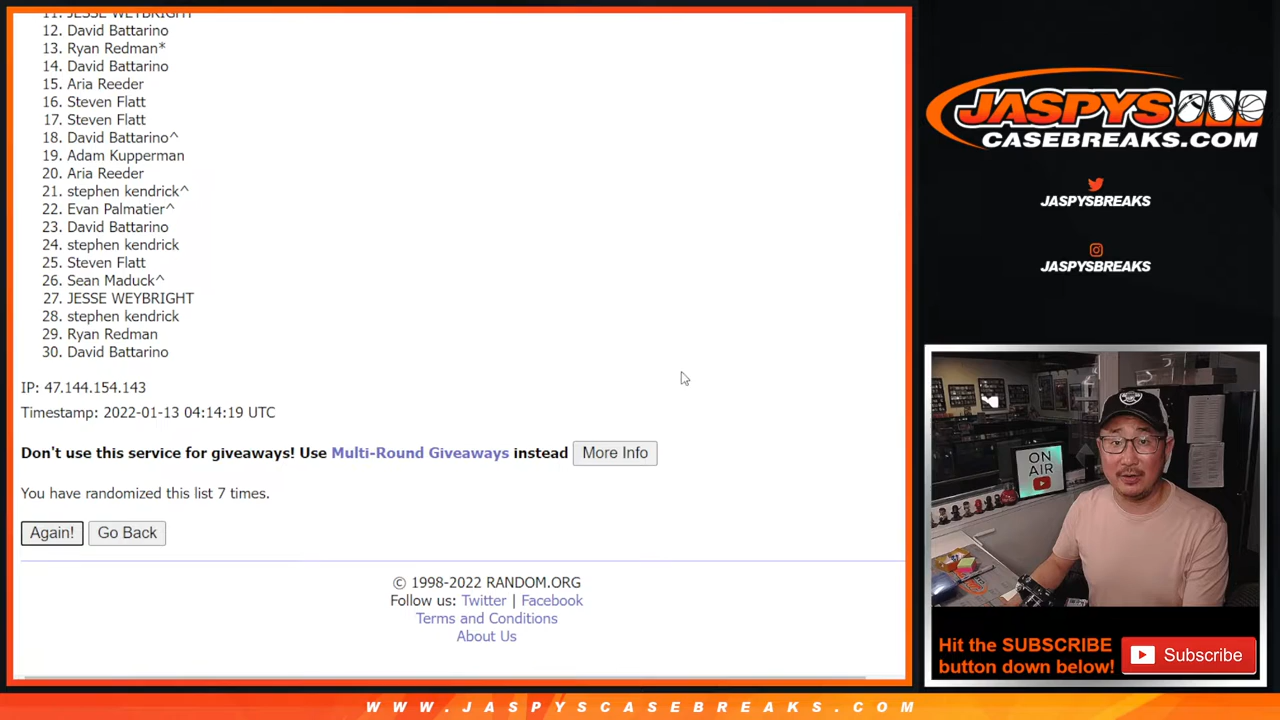 11. JESSE WEYBRIGHT
12. David Battarino
13. Ryan Redman*
14. David Battarino
15. Aria Reeder
16. Steven Flatt
17. Steven Flatt
18. David Battarino^
19. Adam Kupperman
20. Aria Reeder
21. stephen kendrick^
22. Evan Palmatier^
23. David Battarino
24. stephen kendrick
25. Steven Flatt
26. Sean Maduck^
27. JESSE WEYBRIGHT
28. stephen kendrick
29. Ryan Redman
30. David Battarino
IP: 47.144.154.143
Timestamp: 2022-01-13 04:14:19 UTC
Don't use this service for giveaways! Use Multi-Round Giveaways instead More Info
You have randomized this list 7 times.
Again! Go Back
© 1998-2022 RANDOM.ORG
Follow us: Twitter | Facebook
Terms and Conditions
About Us
JASPYS
CASEBREAKS.COM
JASPYSBREAKS
JASPYSBREAKS
ON
AIR
Hit the SUBSCRIBE
button down below!
Subscribe
WWW.JASPYSCASEBREAKS.COM